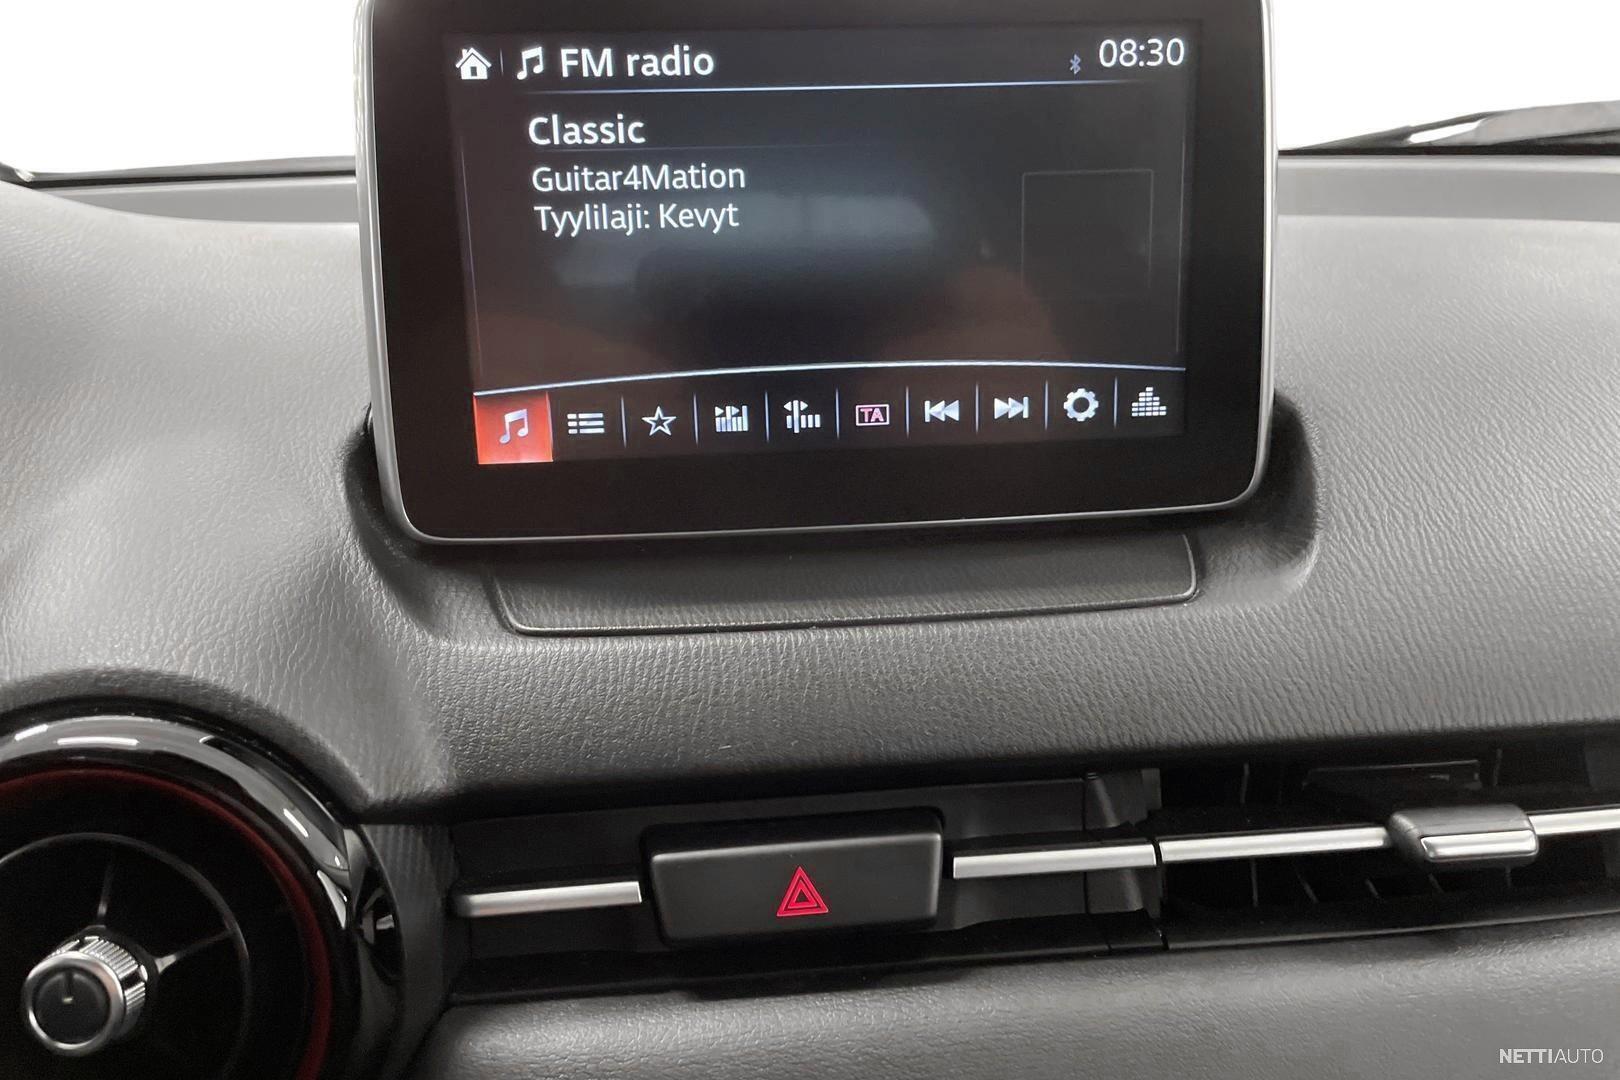 FM radio
08:30
Classic
Guitar4Mation
Tyylilaji: Kevyt
TA
NETTIAUTO